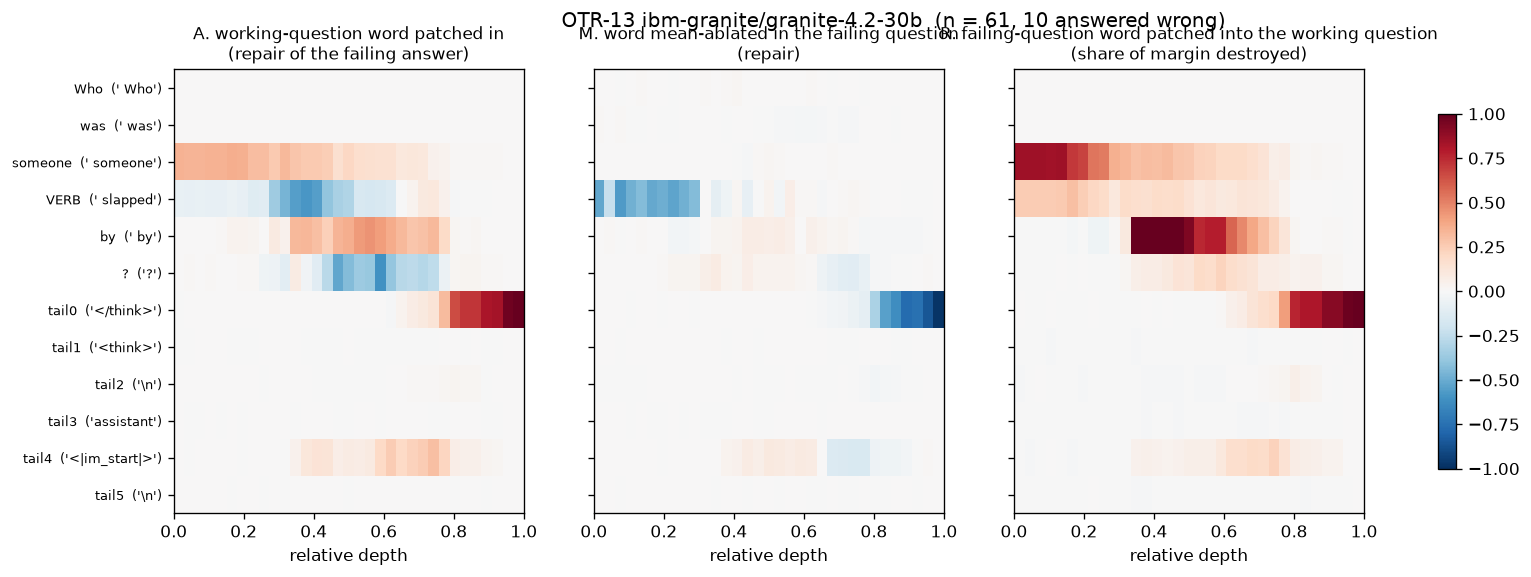 OTR-13 ibm-granite/granite-4.2-30b (n = 61, 10 answered wrong)
A. working-question word patched in
(repair of the failing answer)
M. word mean-ablated in the failing question
(repair)
R. failing-question word patched into the working question
(share of margin destroyed)
Who (' Who')
was (' was')
someone (' someone')
VERB (' slapped')
by (' by')
? ('?')
tail0 ('</think>')
tail1 ('<think>')
tail2 ('\n')
tail3 ('assistant')
tail4 ('<|im_start|>')
tail5 ('\n')
0.0 0.2 0.4 0.6 0.8 1.0
relative depth
0.0 0.2 0.4 0.6 0.8 1.0
relative depth
0.0 0.2 0.4 0.6 0.8 1.0
relative depth
1.00
0.75
0.50
0.25
0.00
−0.25
−0.50
−0.75
−1.00